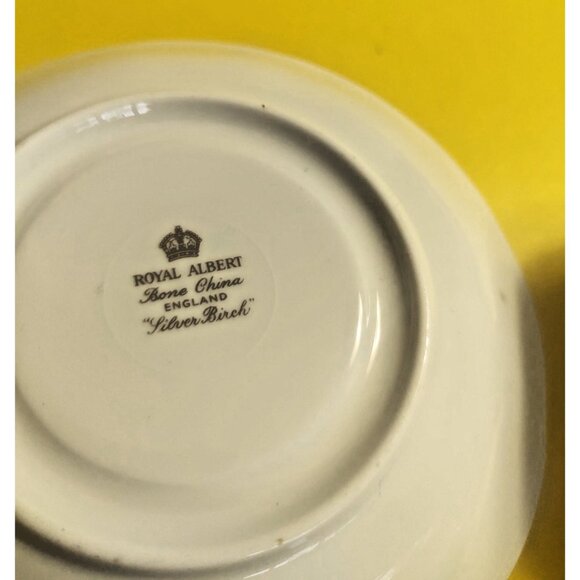 ROYAL ALBERT
Bone China
ENGLAND
"Silver Birch"